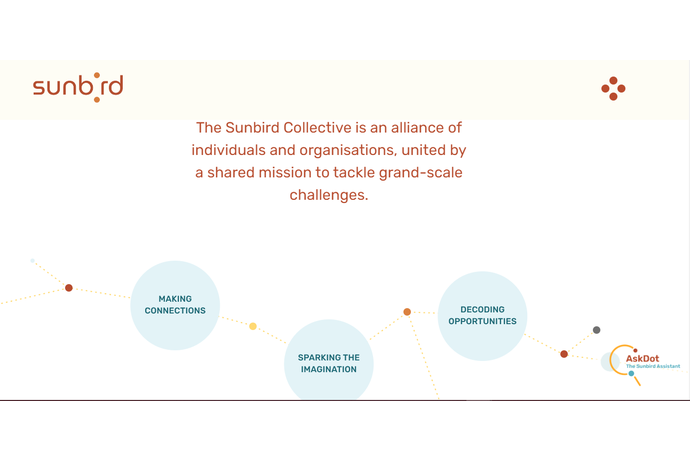 sunbird
The Sunbird Collective is an alliance of
individuals and organisations, united by
a shared mission to tackle grand-scale
challenges.
MAKING
CONNECTIONS
SPARKING THE
IMAGINATION
DECODING
OPPORTUNITIES
AskDot
The Sunbird Assistant